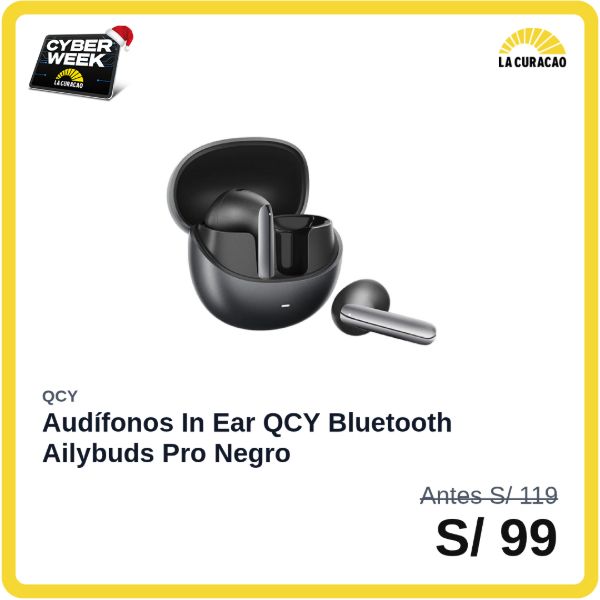 CYBER
WEEK
LA CURACAO
LA CURACAO
QCY
Audífonos In Ear QCY Bluetooth
Ailybuds Pro Negro
Antes S/ 119
S/ 99